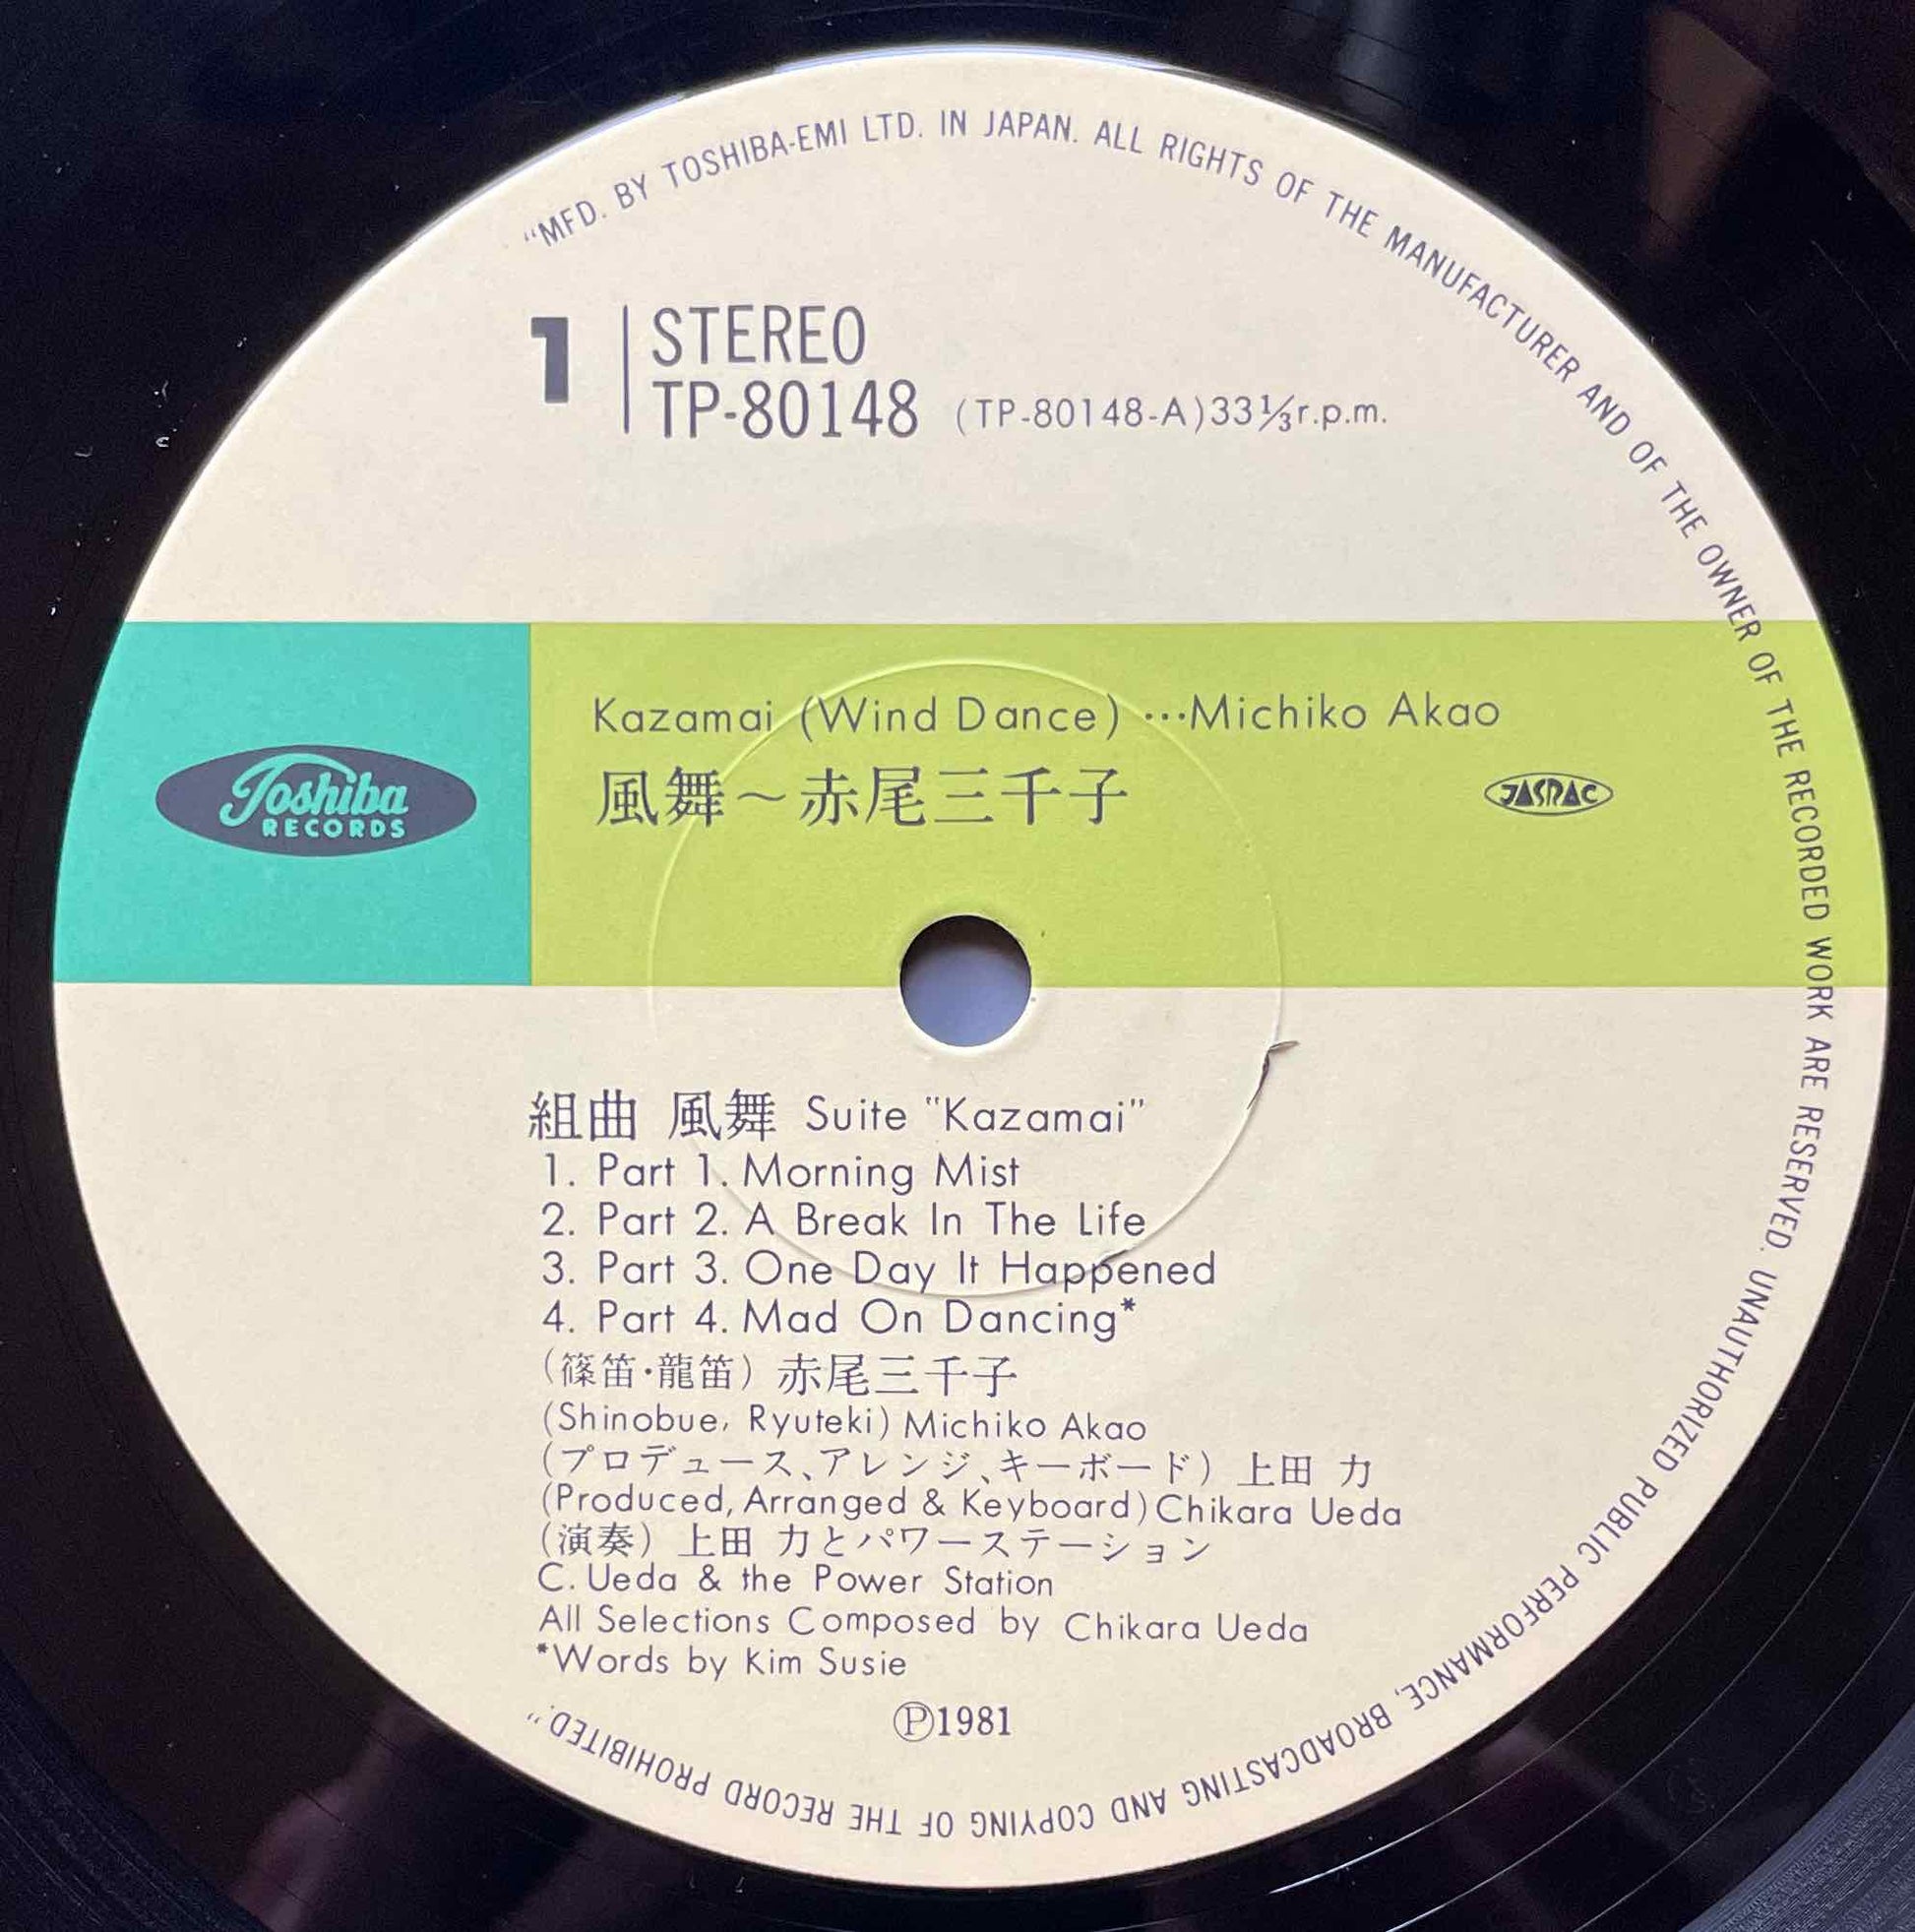 "MFD. BY TOSHIBA-EMI LTD. IN JAPAN. ALL RIGHTS OF THE MANUFACTURER AND OF THE OWNER OF THE RECORDED WORK ARE RESERVED. UNAUTHORIZED PUBLIC PERFORMANCE, BROADCASTING AND COPYING OF THE RECORD PROHIBITED."
1
STEREO
TP-80148 (TP-80148-A) 33⅓r.p.m.
Toshiba
RECORDS
Kazamai (Wind Dance) …Michiko Akao
風舞～赤尾三千子
JASRAC
組曲 風舞 Suite "Kazamai"
1. Part 1. Morning Mist
2. Part 2. A Break In The Life
3. Part 3. One Day It Happened
4. Part 4. Mad On Dancing*
(篠笛・龍笛) 赤尾三千子
(Shinobue, Ryuteki) Michiko Akao
(プロデュース、アレンジ、キーボード) 上田 力
(Produced, Arranged & Keyboard) Chikara Ueda
(演奏) 上田 力とパワーステーション
C. Ueda & the Power Station
All Selections Composed by Chikara Ueda
*Words by Kim Susie
℗1981